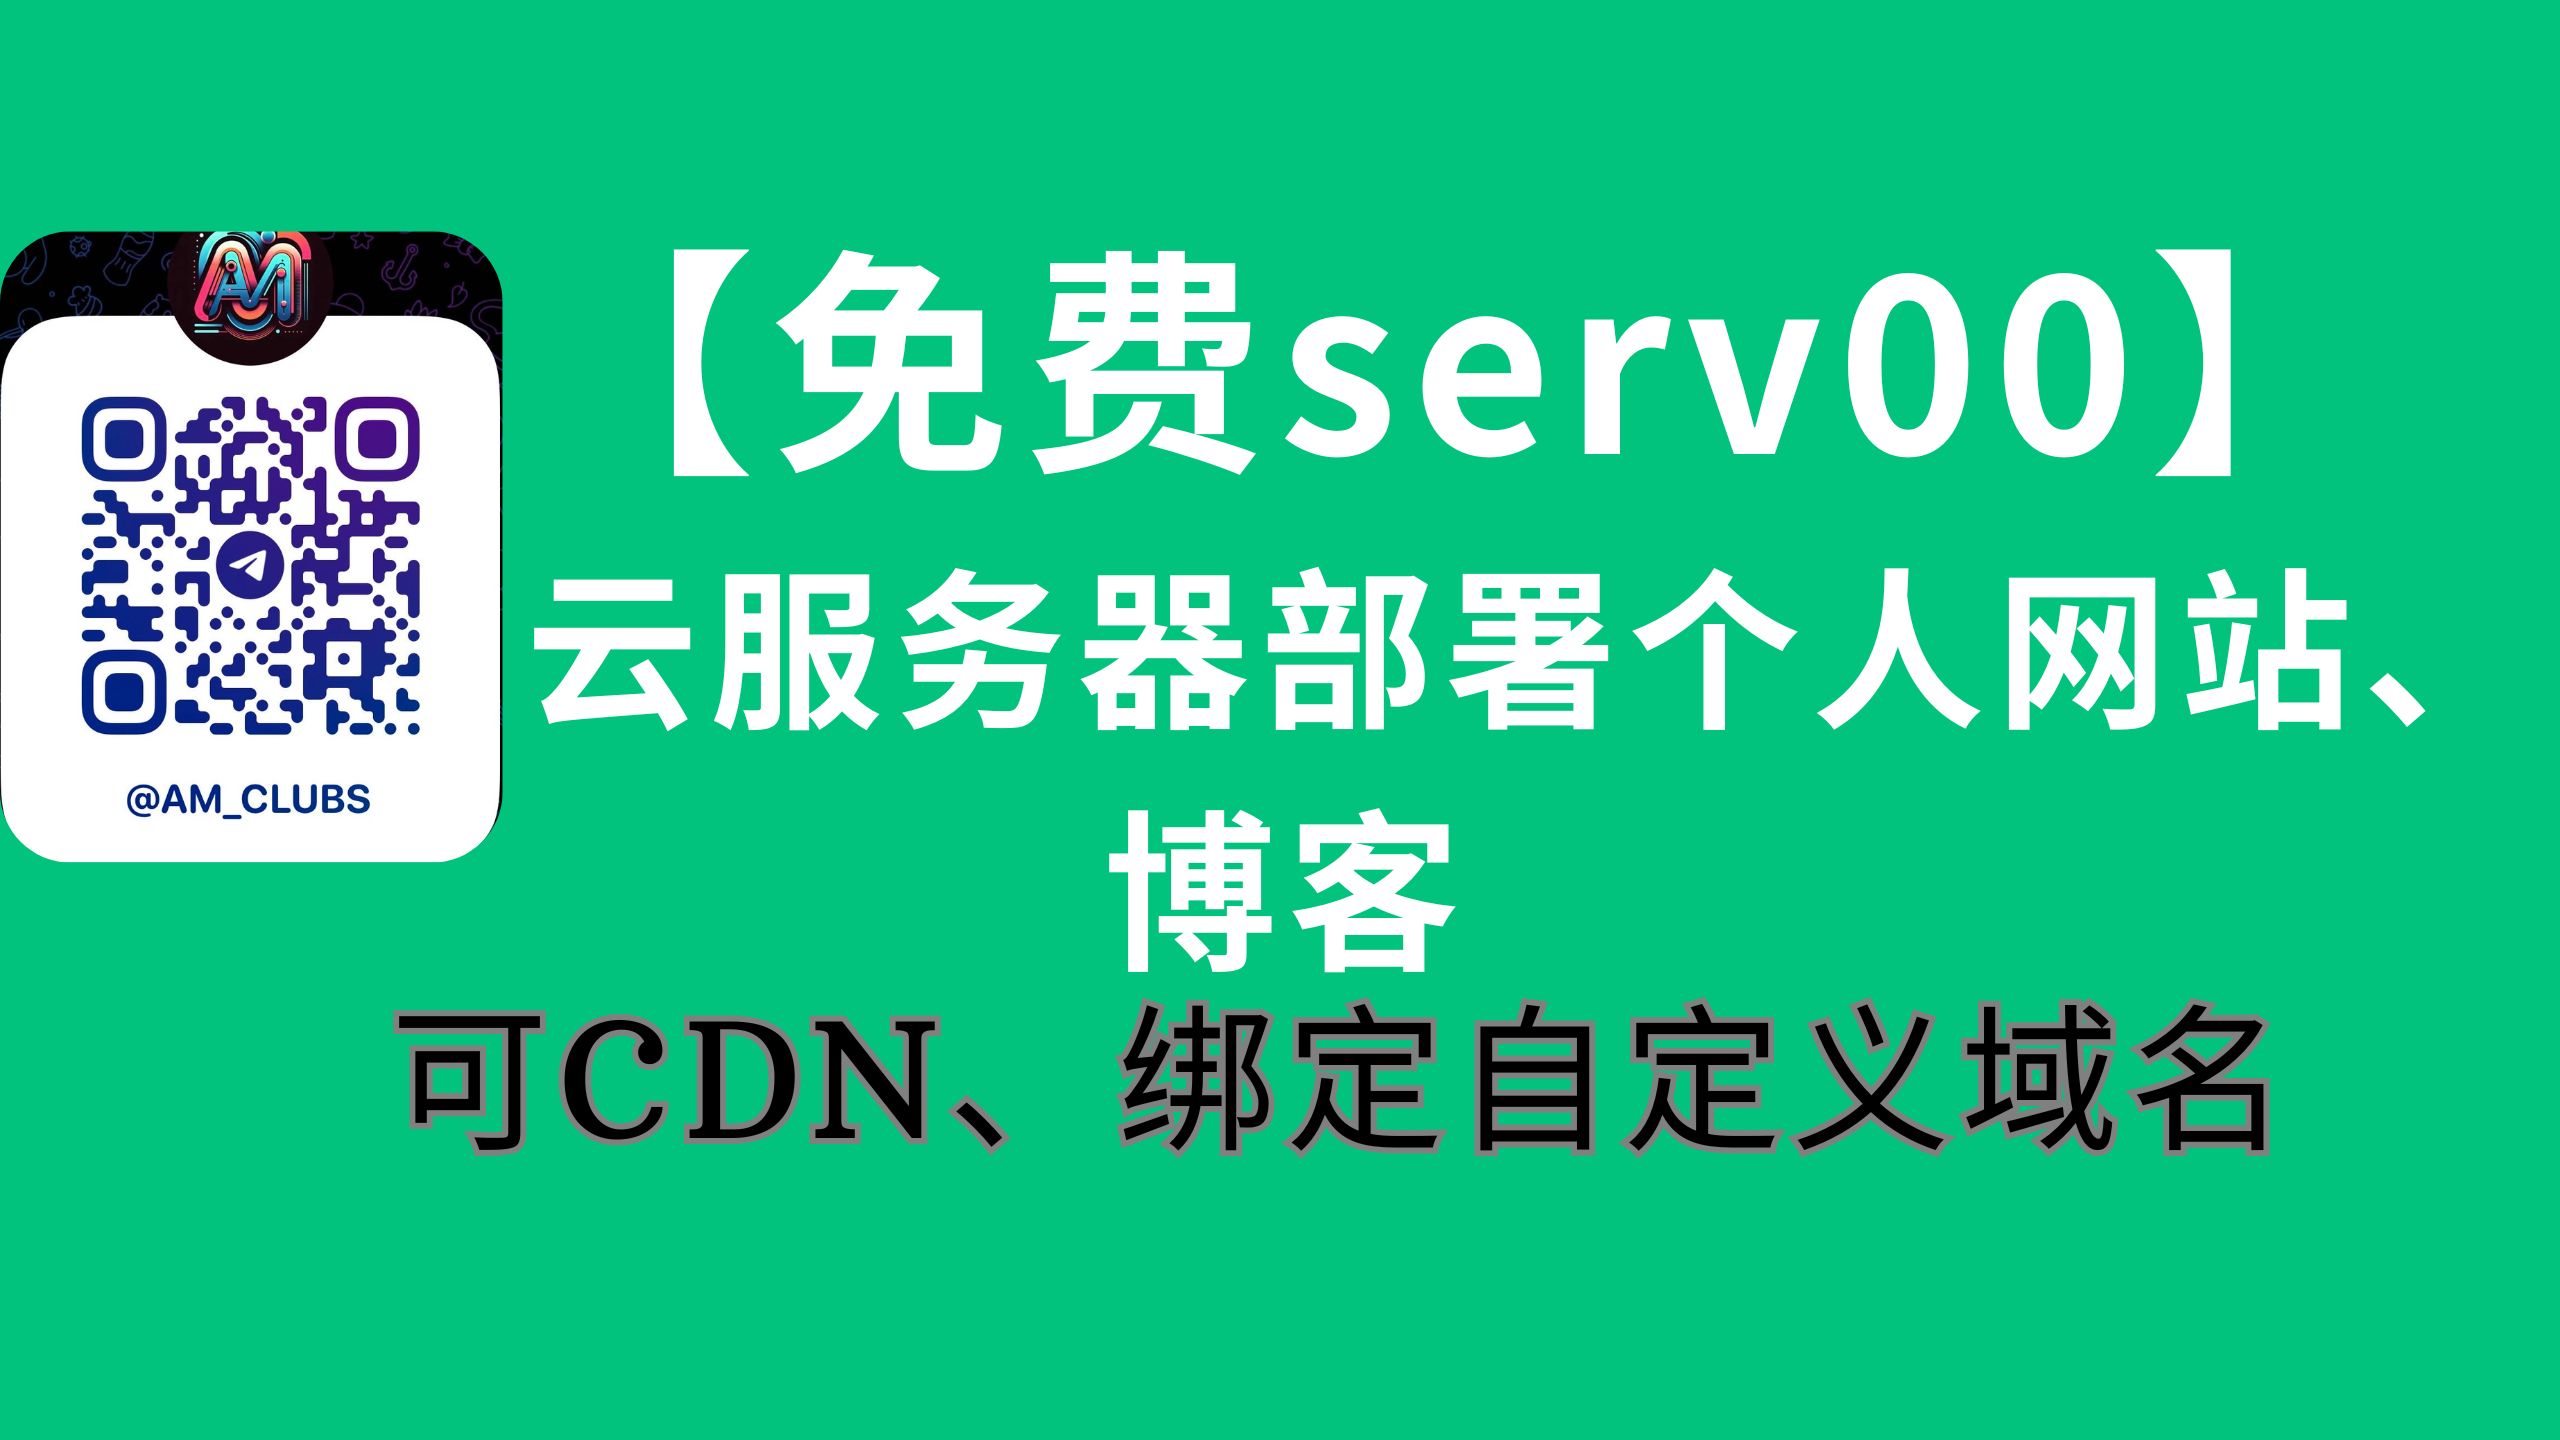 【免费serv00】
云服务器部署个人网站、
博客
可CDN、绑定自定义域名
AM
@AM_CLUBS